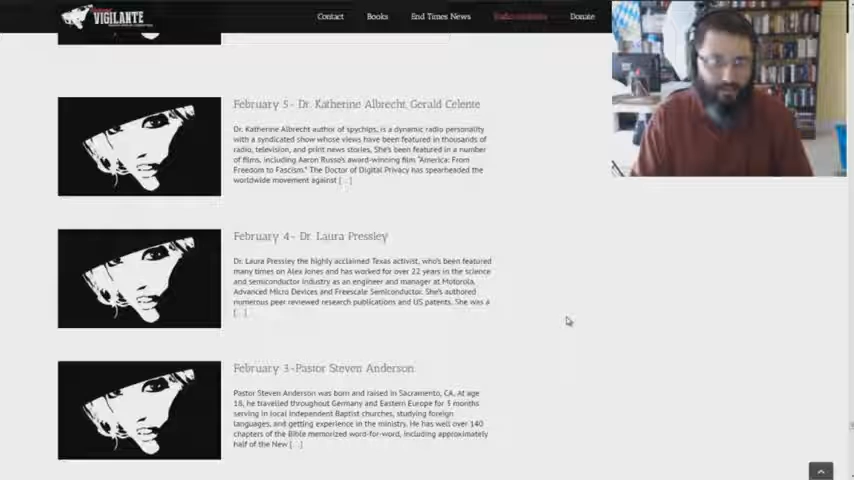 VIGILANTE
Contact
Books
End Times News
Donate
February 5- Dr. Katherine Albrecht, Gerald Celente
Dr. Katherine Albrecht author of spychips, is a dynamic radio personality
with a syndicated show whose views have been featured in thousands of
radio, television, and print news stories. She's been featured in a number
of films, including Aaron Russo's award-winning film "America: From
Freedom to Fascism." The Doctor of Digital Privacy has spearheaded the
worldwide movement against [...]
February 4- Dr. Laura Pressley
Dr. Laura Pressley the highly acclaimed Texas activist, who's been featured
many times on Alex Jones and has worked for over 22 years in the science
and semiconductor industry as an engineer and manager at Motorola,
Advanced Micro Devices and Freescale Semiconductor. She's authored
numerous peer reviewed research publications and US patents. She was a
[...]
February 3-Pastor Steven Anderson
Pastor Steven Anderson was born and raised in Sacramento, CA. At age
18, he travelled throughout Germany and Eastern Europe for 3 months
serving in local Independent Baptist churches, studying foreign
languages, and getting experience in the ministry. He has well over 140
chapters of the Bible memorized word-for-word, including approximately
half of the New [...]